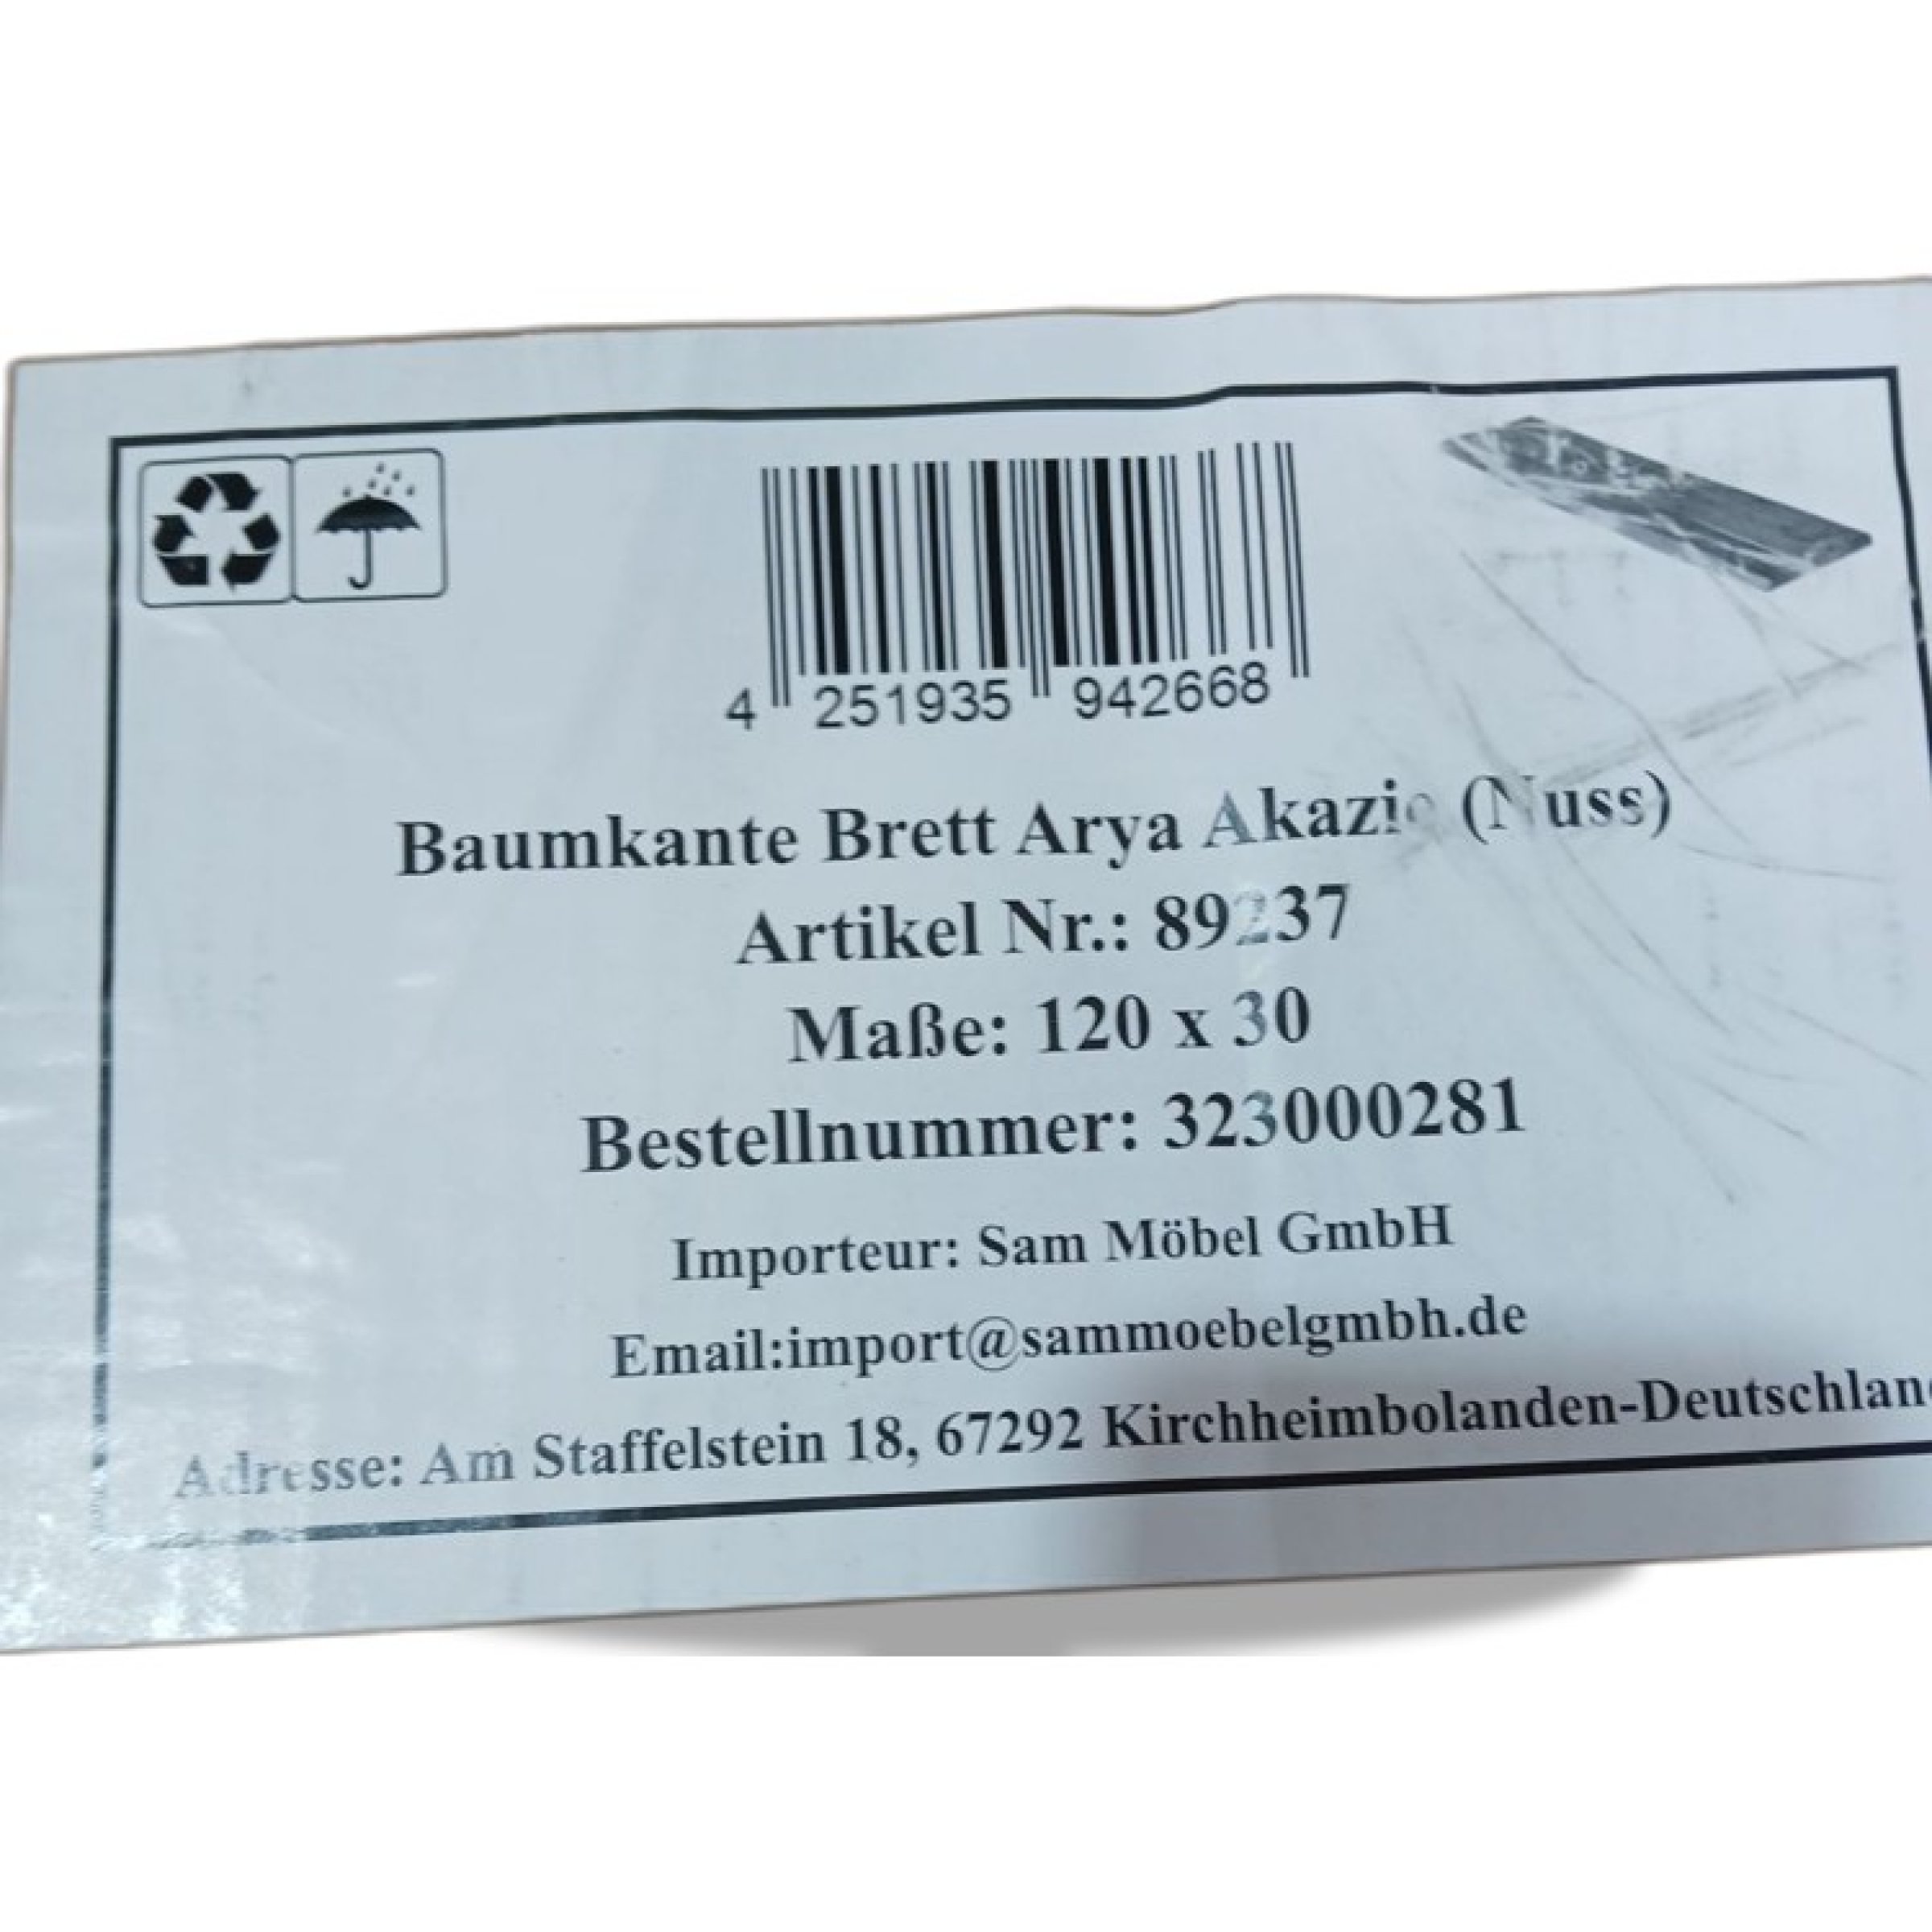 4 251935 942668
Baumkante Brett Arya Akazie (Nuss)
Artikel Nr.: 89237
Maße: 120 x 30
Bestellnummer: 323000281
Importeur: Sam Möbel GmbH
Email:import@sammoebelgmbh.de
Adresse: Am Staffelstein 18, 67292 Kirchheimbolanden-Deutschlan